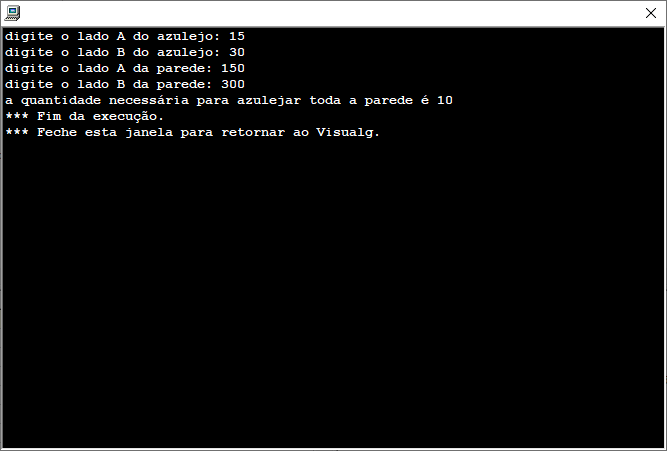 digite o lado A do azulejo: 15
digite o lado B do azulejo: 30
digite o lado A da parede: 150
digite o lado B da parede: 300
a quantidade necessária para azulejar toda a parede é 10
*** Fim da execução.
*** Feche esta janela para retornar ao Visualg.